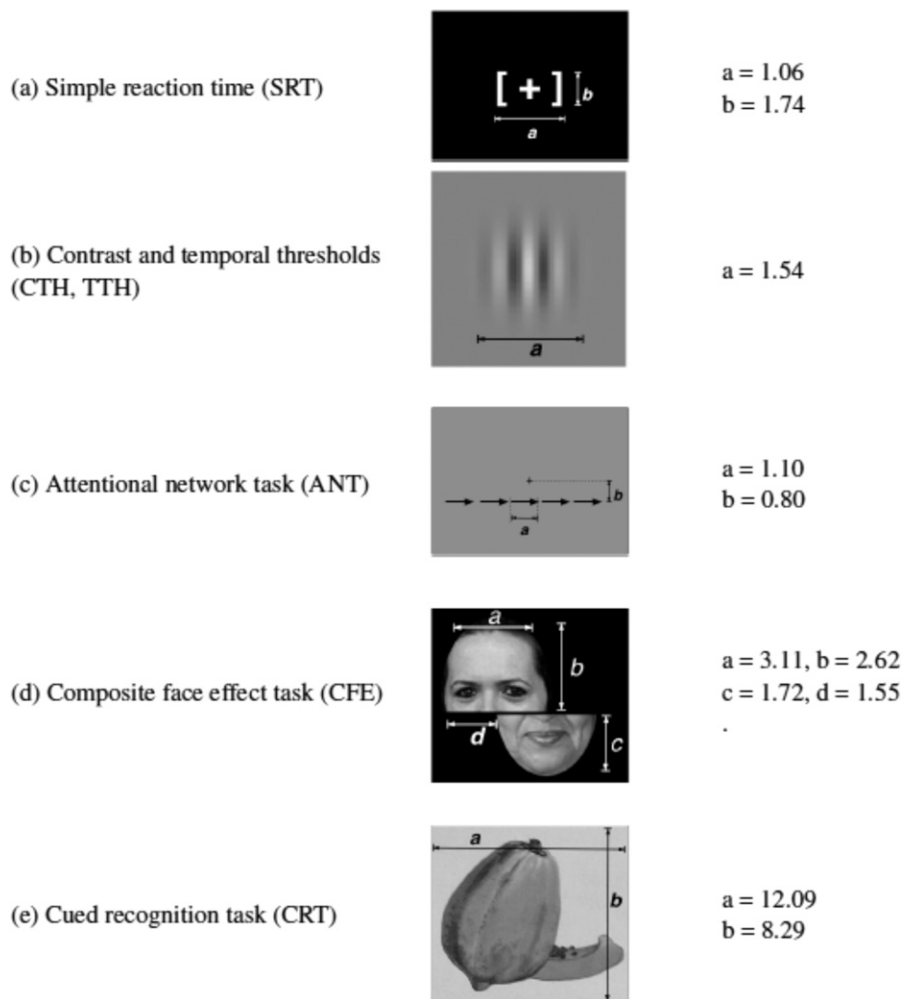 (a) Simple reaction time (SRT)
[ + ]
b
a
a = 1.06
b = 1.74
(b) Contrast and temporal thresholds
(CTH, TTH)
a
a = 1.54
(c) Attentional network task (ANT)
b
a
a = 1.10
b = 0.80
(d) Composite face effect task (CFE)
a
b
d
c
a = 3.11, b = 2.62
c = 1.72, d = 1.55
.
(e) Cued recognition task (CRT)
a
b
a = 12.09
b = 8.29